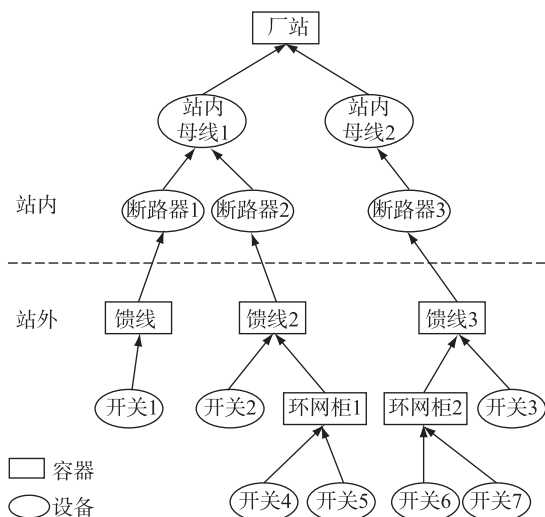 厂站
站内
母线1
站内
母线2
站内
断路器1
断路器2
断路器3
站外
馈线
馈线2
馈线3
开关1
开关2
环网柜1
环网柜2
开关3
容器
开关4
开关5
开关6
开关7
设备